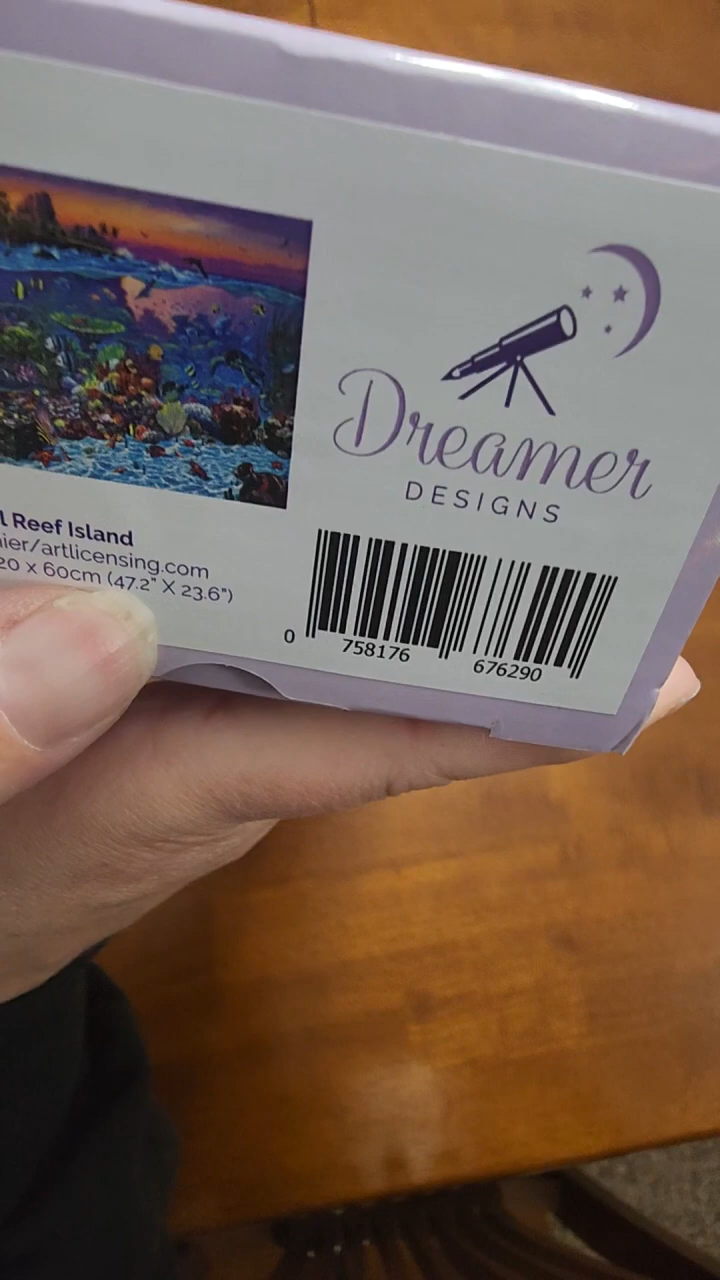 l Reef Island
ier/artlicensing.com
20 x 60cm (47.2" X 23.6")
Dreamer
DESIGNS
0 758176 676290